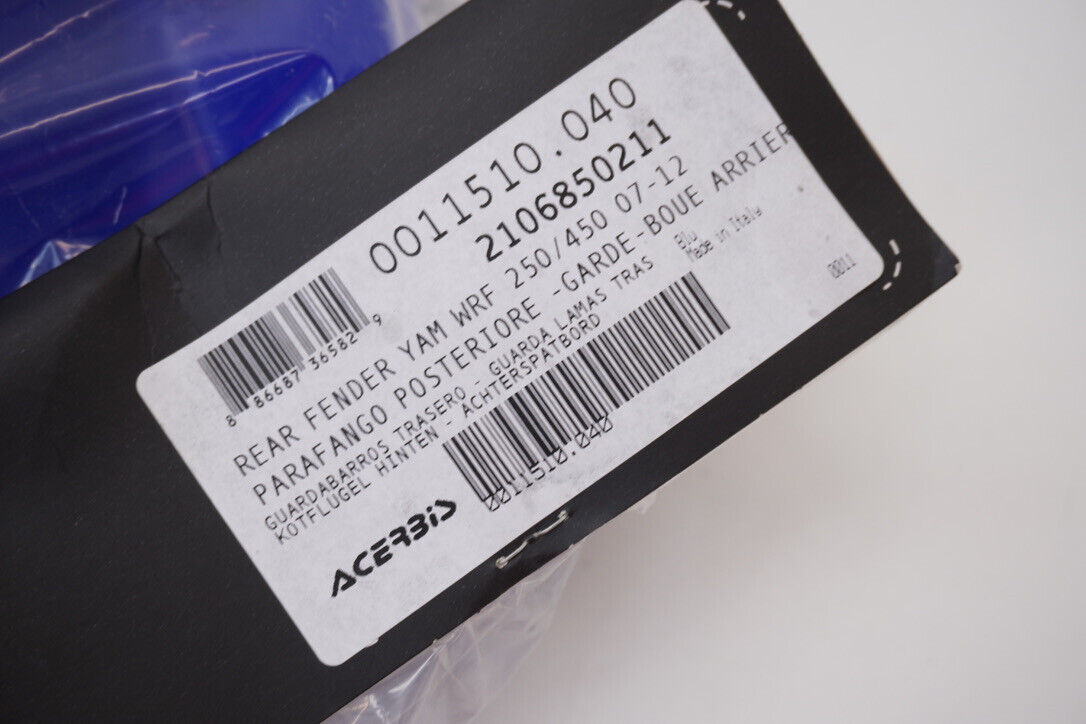 0011510.040
2106850211
8 86687 36582 9
REAR FENDER YAM WRF 250/450 07-12
PARAFANGO POSTERIORE -GARDE-BOUE ARRIER
GUARDABARROS TRASERO - GUARDA LAMAS TRAS
KOTFLUGEL HINTEN - ACHTERSPATBORD
Blu
Made in Italy
0011
0011510.040
ACERBIS